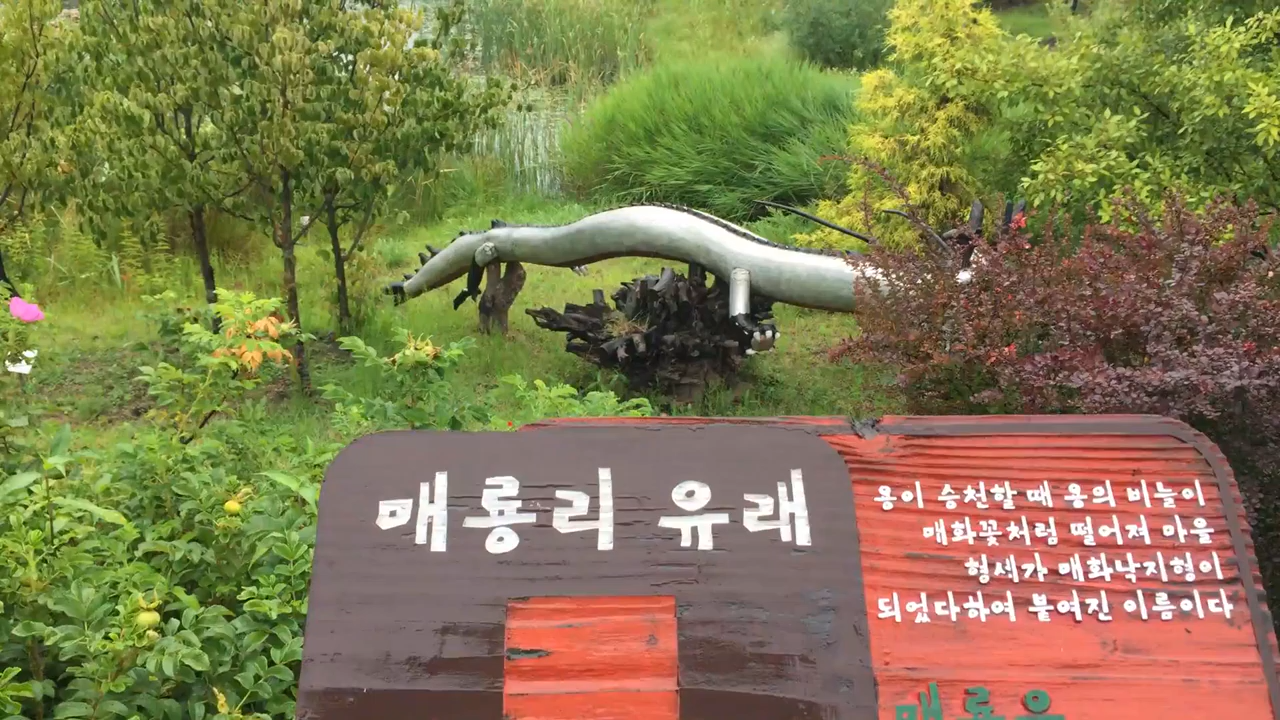 매룡리 유래
용이 승천할 때 용의 비늘이
매화꽃처럼 떨어져 마을
형세가 매화낙지형이
되었다하여 붙여진 이름이다
매룡